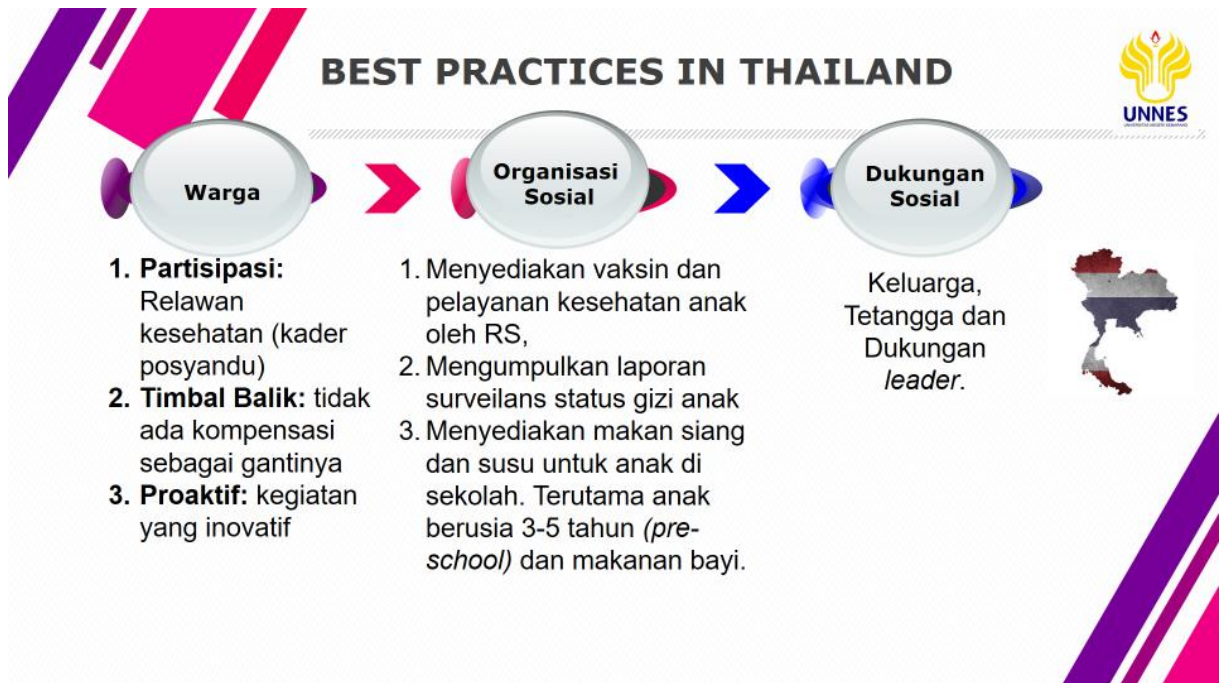 BEST PRACTICES IN THAILAND
UNNES
UNIVERSITAS NEGERI SEMARANG
Warga
1. Partisipasi:
Relawan
kesehatan (kader
posyandu)
2. Timbal Balik: tidak
ada kompensasi
sebagai gantinya
3. Proaktif: kegiatan
yang inovatif
Organisasi
Sosial
1. Menyediakan vaksin dan
pelayanan kesehatan anak
oleh RS,
2. Mengumpulkan laporan
surveilans status gizi anak
3. Menyediakan makan siang
dan susu untuk anak di
sekolah. Terutama anak
berusia 3-5 tahun (pre-
school) dan makanan bayi.
Dukungan
Sosial
Keluarga,
Tetangga dan
Dukungan
leader.